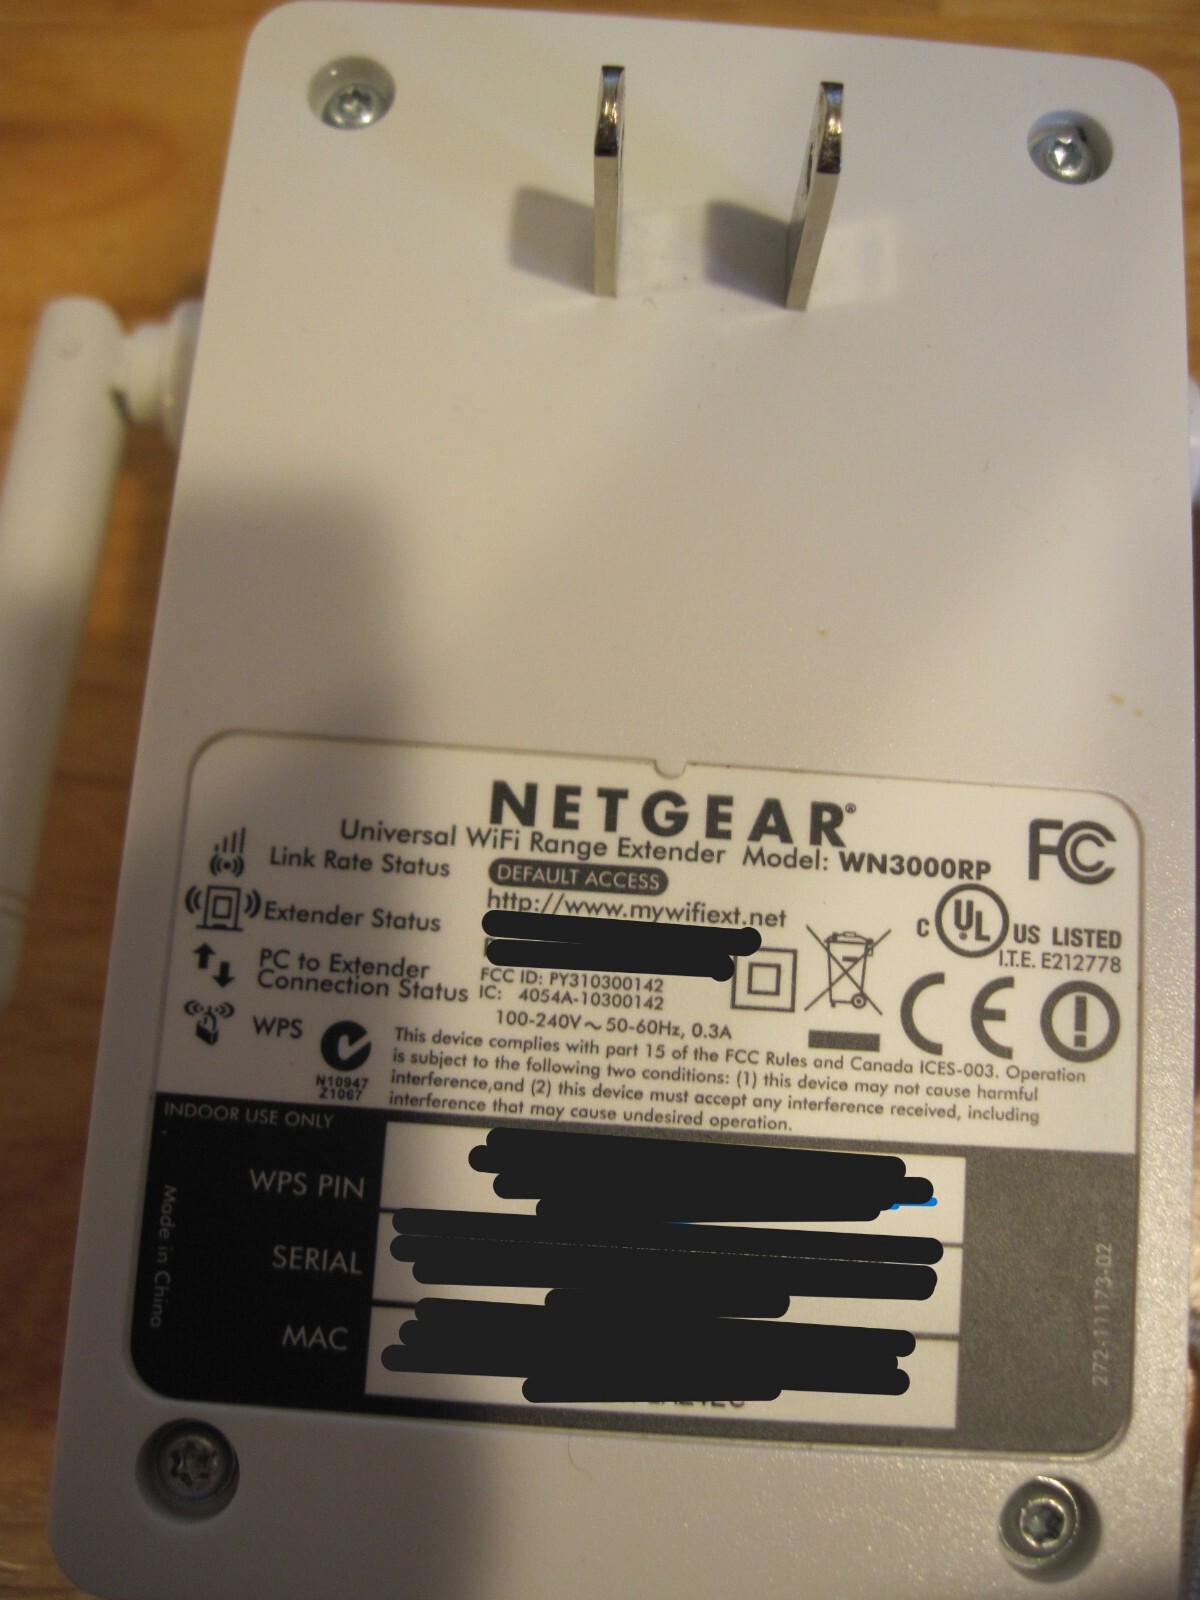 NETGEAR®
Universal WiFi Range Extender Model: WN3000RP
FCC
Link Rate Status
DEFAULT ACCESS
http://www.mywifiext.net
Extender Status
C UL US LISTED
I.T.E. E212778
PC to Extender
Connection Status
FCC ID: PY310300142
IC: 4054A-10300142
100-240V～50-60Hz, 0.3A
CE
WPS
N10947
Z1067
This device complies with part 15 of the FCC Rules and Canada ICES-003. Operation
is subject to the following two conditions: (1) this device may not cause harmful
interference,and (2) this device must accept any interference received, including
interference that may cause undesired operation.
INDOOR USE ONLY
WPS PIN
SERIAL
MAC
Made in China
272-11173-02